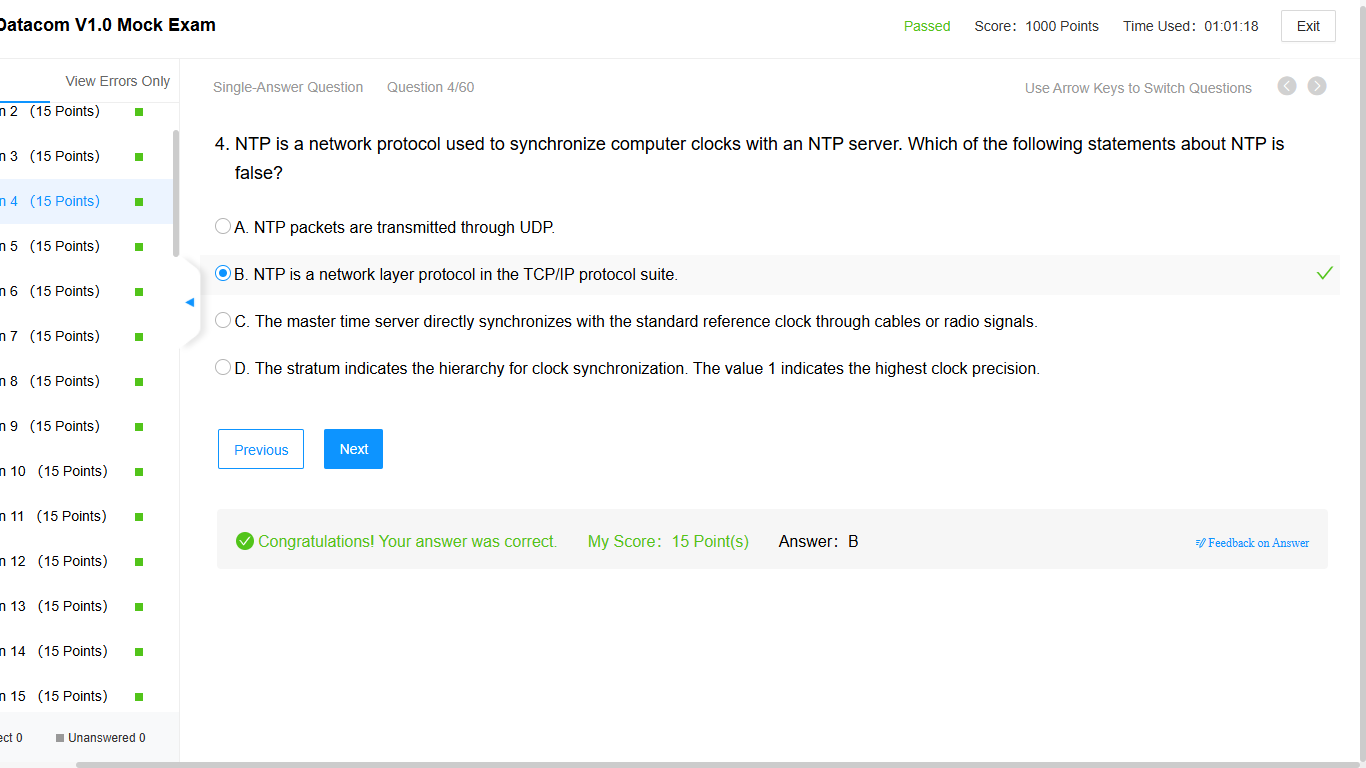 Datacom V1.0 Mock Exam
Passed Score：1000 Points Time Used：01:01:18 Exit
View Errors Only
n 2 （15 Points）
n 3 （15 Points）
n 4 （15 Points）
n 5 （15 Points）
n 6 （15 Points）
n 7 （15 Points）
n 8 （15 Points）
n 9 （15 Points）
n 10 （15 Points）
n 11 （15 Points）
n 12 （15 Points）
n 13 （15 Points）
n 14 （15 Points）
n 15 （15 Points）
ect 0 Unanswered 0
Single-Answer Question Question 4/60 Use Arrow Keys to Switch Questions
4. NTP is a network protocol used to synchronize computer clocks with an NTP server. Which of the following statements about NTP is
false?
A. NTP packets are transmitted through UDP.
B. NTP is a network layer protocol in the TCP/IP protocol suite.
C. The master time server directly synchronizes with the standard reference clock through cables or radio signals.
D. The stratum indicates the hierarchy for clock synchronization. The value 1 indicates the highest clock precision.
Previous Next
Congratulations! Your answer was correct. My Score：15 Point(s) Answer：B Feedback on Answer